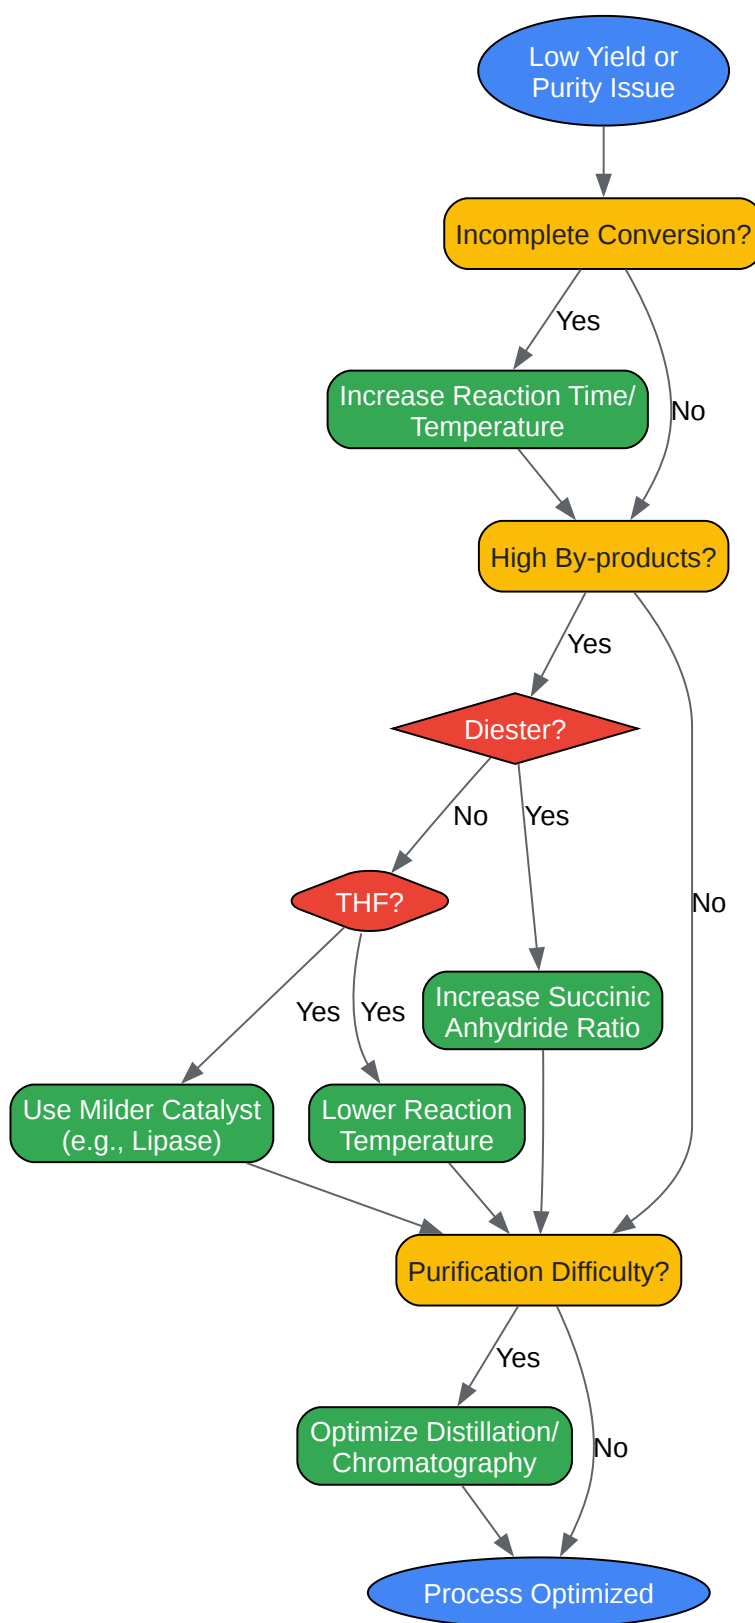 Low Yield or
Purity Issue
Incomplete Conversion?
Yes
Increase Reaction Time/
Temperature
No
High By-products?
Yes
Diester?
No
Yes
THF?
No
Increase Succinic
Anhydride Ratio
Yes
Yes
Use Milder Catalyst
(e.g., Lipase)
Lower Reaction
Temperature
Purification Difficulty?
Yes
Optimize Distillation/
Chromatography
No
Process Optimized